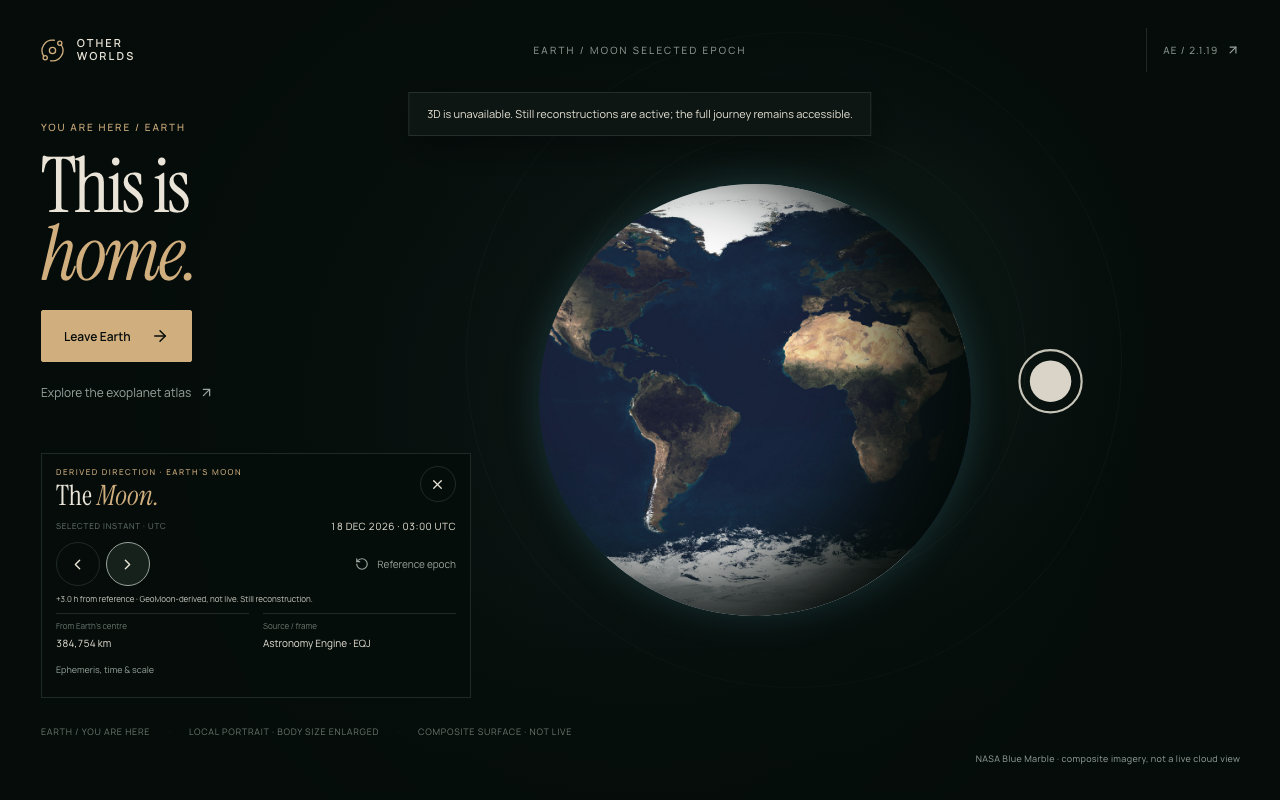 OTHER
WORLDS
EARTH / MOON SELECTED EPOCH
AE / 2.1.19
3D is unavailable. Still reconstructions are active; the full journey remains accessible.
YOU ARE HERE / EARTH
This is
home.
Leave Earth
Explore the exoplanet atlas
DERIVED DIRECTION · EARTH'S MOON
The Moon.
SELECTED INSTANT · UTC
18 DEC 2026 · 03:00 UTC
Reference epoch
+3.0 h from reference · GeoMoon-derived, not live. Still reconstruction.
From Earth's centre
384,754 km
Source / frame
Astronomy Engine · EQJ
Ephemeris, time & scale
EARTH / YOU ARE HERE
LOCAL PORTRAIT · BODY SIZE ENLARGED
COMPOSITE SURFACE · NOT LIVE
NASA Blue Marble · composite imagery, not a live cloud view